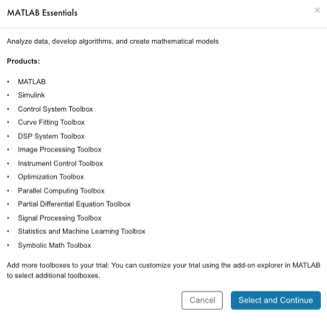 MATLAB Essentials
×
Analyze data, develop algorithms, and create mathematical models
Products:
• MATLAB
• Simulink
• Control System Toolbox
• Curve Fitting Toolbox
• DSP System Toolbox
• Image Processing Toolbox
• Instrument Control Toolbox
• Optimization Toolbox
• Parallel Computing Toolbox
• Partial Differential Equation Toolbox
• Signal Processing Toolbox
• Statistics and Machine Learning Toolbox
• Symbolic Math Toolbox
Add more toolboxes to your trial: You can customize your trial using the add-on explorer in MATLAB
to select additional toolboxes.
Cancel
Select and Continue